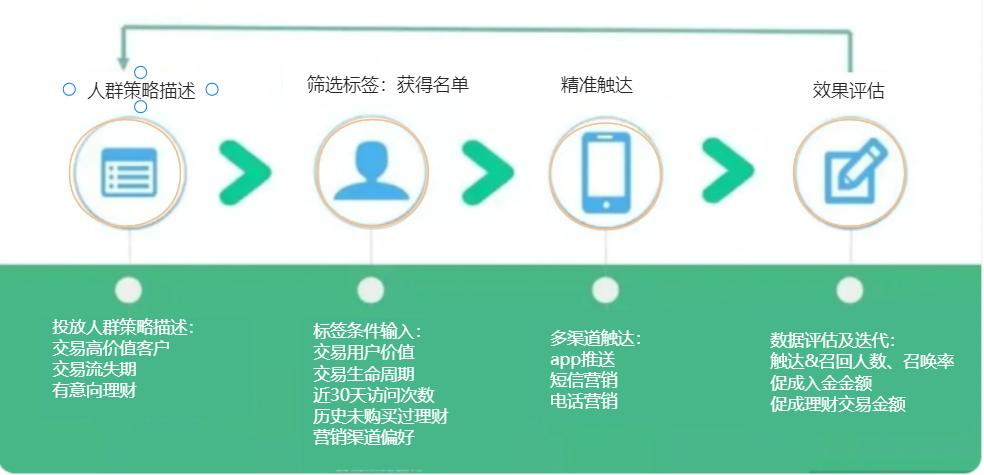 人群策略描述
筛选标签：获得名单
精准触达
效果评估
投放人群策略描述：
交易高价值客户
交易流失期
有意向理财
标签条件输入：
交易用户价值
交易生命周期
近30天访问次数
历史未购买过理财
营销渠道偏好
多渠道触达：
app推送
短信营销
电话营销
数据评估及迭代：
触达&召回人数、召唤率
促成入金金额
促成理财交易金额